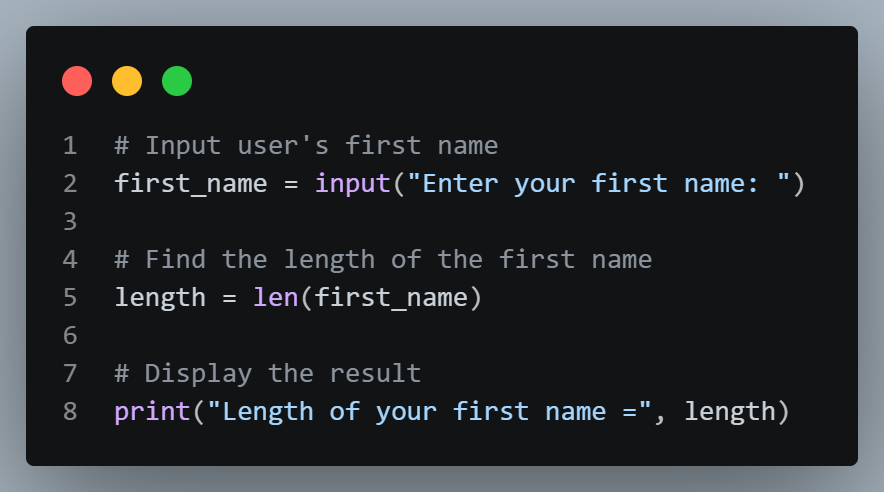 1 # Input user's first name
2 first_name = input("Enter your first name: ")
3
4 # Find the length of the first name
5 length = len(first_name)
6
7 # Display the result
8 print("Length of your first name =", length)